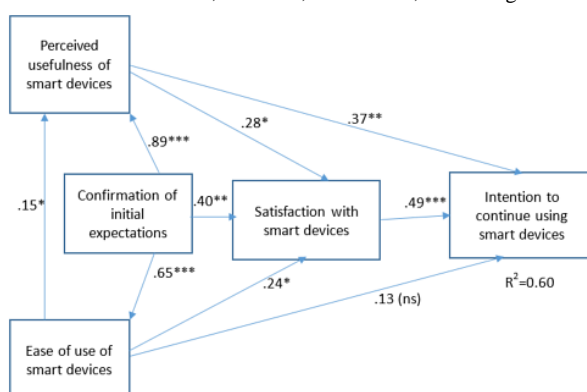 Perceived
usefulness of
smart devices
.28*
.37**
.89***
.15*
Confirmation of
initial
expectations
.40**
Satisfaction with
smart devices
.49***
Intention to
continue using
smart devices
.65***
.24*
.13 (ns)
R²=0.60
Ease of use of
smart devices